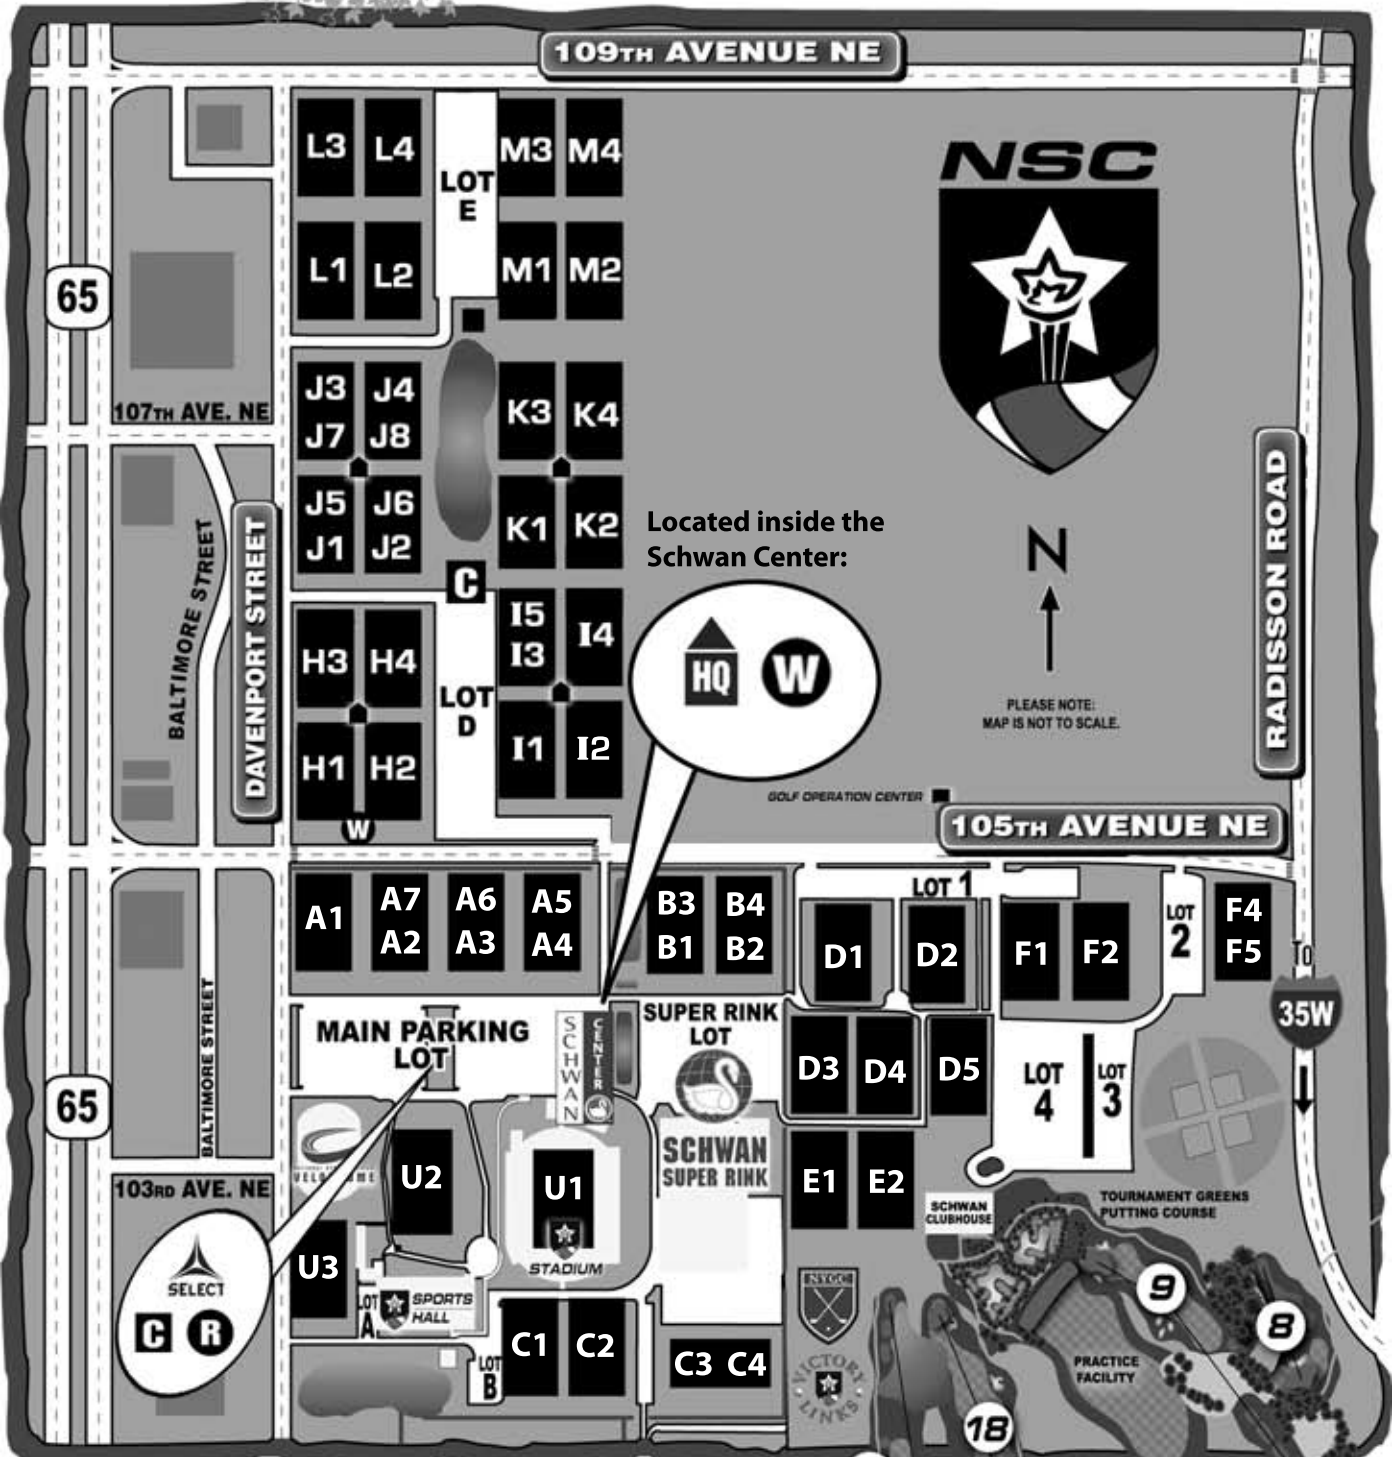 109TH AVENUE NE
L3 L4
LOT
E
M3 M4
L1 L2
M1 M2
NSC
65
107TH AVE. NE
J3 J4
J7 J8
K3 K4
J5 J6
J1 J2
K1 K2
C
BALTIMORE STREET
DAVENPORT STREET
Located inside the
Schwan Center:
HQ W
N
PLEASE NOTE:
MAP IS NOT TO SCALE.
RADISSON ROAD
H3 H4
LOT
D
I5
I3
I4
H1 H2
I1 I2
W
GOLF OPERATION CENTER
105TH AVENUE NE
A1
A7
A2
A6
A3
A5
A4
B3
B1
B4
B2
LOT 1
D1 D2
F1 F2
LOT
2
F4
F5
TO
35W
BALTIMORE STREET
MAIN PARKING
LOT
SCHWAN
CENTER
SUPER RINK
LOT
D3 D4 D5
LOT
4
LOT
3
65
103RD AVE. NE
U2
U1
STADIUM
SCHWAN
SUPER RINK
E1 E2
SCHWAN
CLUBHOUSE
TOURNAMENT GREENS
PUTTING COURSE
SELECT
C R
U3
LOT
A
SPORTS
HALL
LOT
B
C1 C2
C3 C4
NYGC
VICTORY
LINKS
PRACTICE
FACILITY
9
8
18